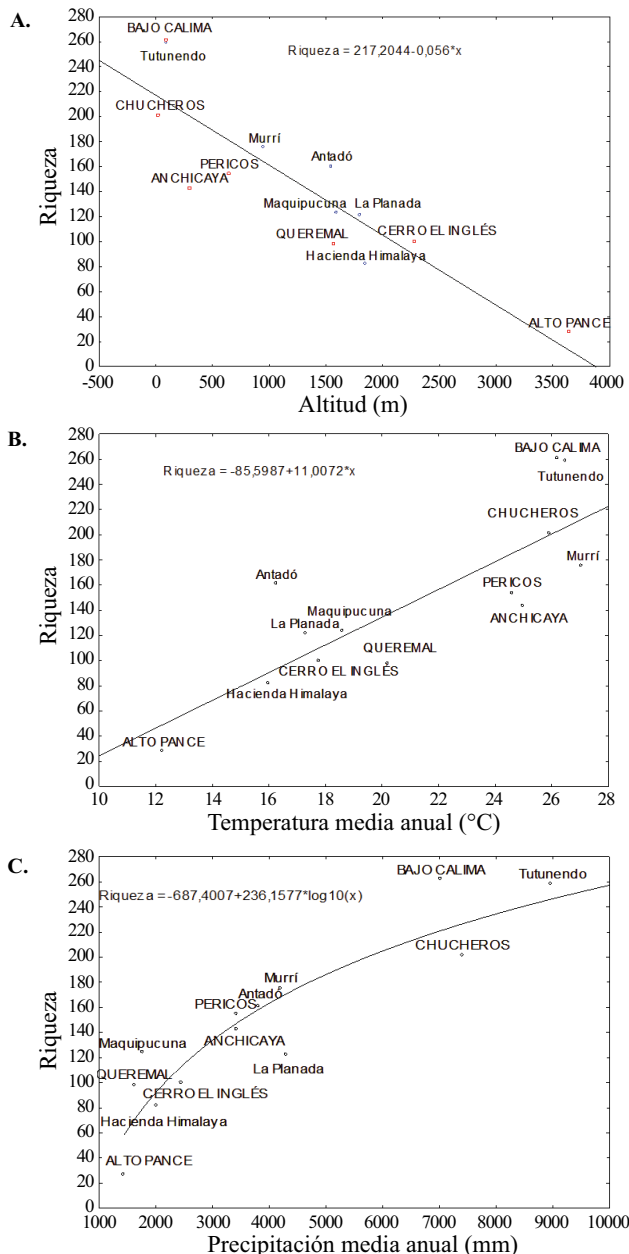 A.
280
260
240
220
200
180
160
140
120
100
80
60
40
20
0
Riqueza
BAJO CALIMA
Tutunendo
Riqueza = 217,2044-0,056*x
CHUCHEROS
Murrí
Antadó
PERICOS
ANCHICAYA
Maquipucuna
La Planada
QUEREMAL
CERRO EL INGLÉS
Hacienda Himalaya
ALTO PANCE
-500 0 500 1000 1500 2000 2500 3000 3500 4000
Altitud (m)
B.
280
260
240
220
200
180
160
140
120
100
80
60
40
20
0
Riqueza
BAJO CALIMA
Riqueza = -85,5987+11,0072*x
Tutunendo
CHUCHEROS
Murrí
Antadó
PERICOS
Maquipucuna
ANCHICAYA
La Planada
QUEREMAL
CERRO EL INGLÉS
Hacienda Himalaya
ALTO PANCE
10 12 14 16 18 20 22 24 26 28
Temperatura media anual (°C)
C.
280
260
240
220
200
180
160
140
120
100
80
60
40
20
0
Riqueza
BAJO CALIMA
Tutunendo
Riqueza = -687,4007+236,1577*log10(x)
CHUCHEROS
Murrí
Antadó
PERICOS
ANCHICAYA
Maquipucuna
La Planada
QUEREMAL
CERRO EL INGLÉS
Hacienda Himalaya
ALTO PANCE
1000 2000 3000 4000 5000 6000 7000 8000 9000 10000
Precipitación media anual (mm)